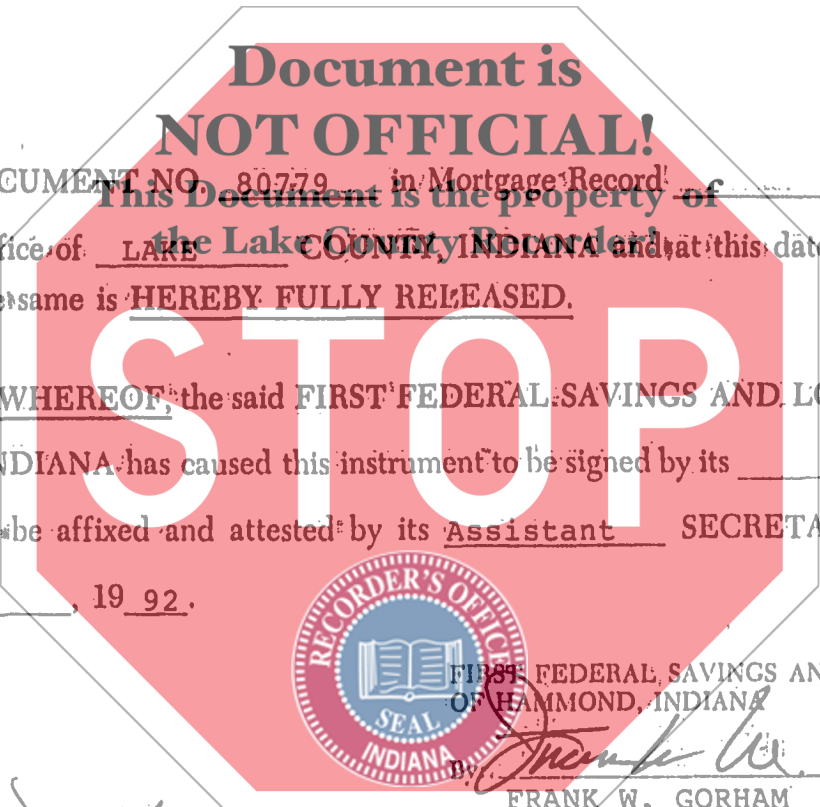 Document is
NOT OFFICIAL!
CUMENT NO. 80779 in Mortgage Record
This Document is the property of
the Lake County Recorder!
fice of LAKE COUNTY, INDIANA and at this date
same is HEREBY FULLY RELEASED.
STOP
WHEREOF, the said FIRST FEDERAL SAVINGS AND LO
NDIANA has caused this instrument to be signed by its
be affixed and attested by its Assistant SECRETA
, 19 92.
RECORDER'S OFFICE
SEAL
INDIANA
FIRST FEDERAL SAVINGS AN
OF HAMMOND, INDIANA
By
FRANK W. GORHAM